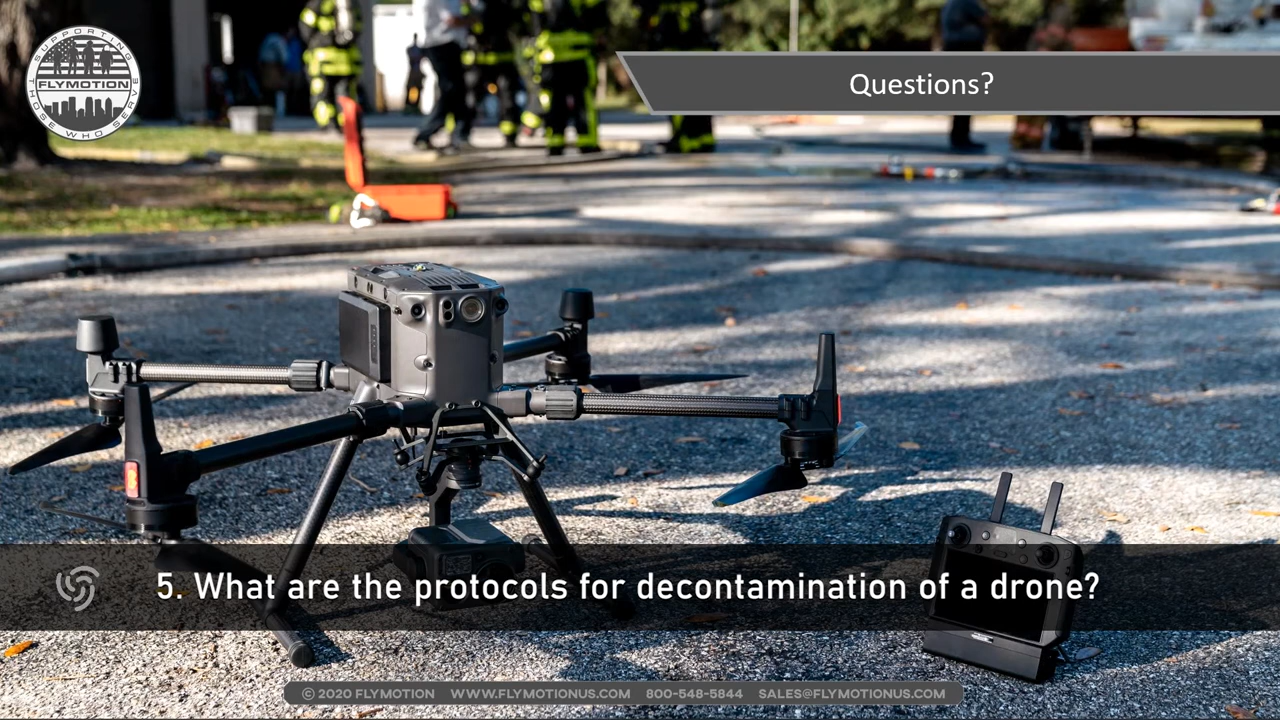 SUPPORTING
FLYMOTION
THOSE WHO SERVE
Questions?
5. What are the protocols for decontamination of a drone?
© 2020 FLYMOTION WWW.FLYMOTIONUS.COM 800-548-5844 SALES@FLYMOTIONUS.COM